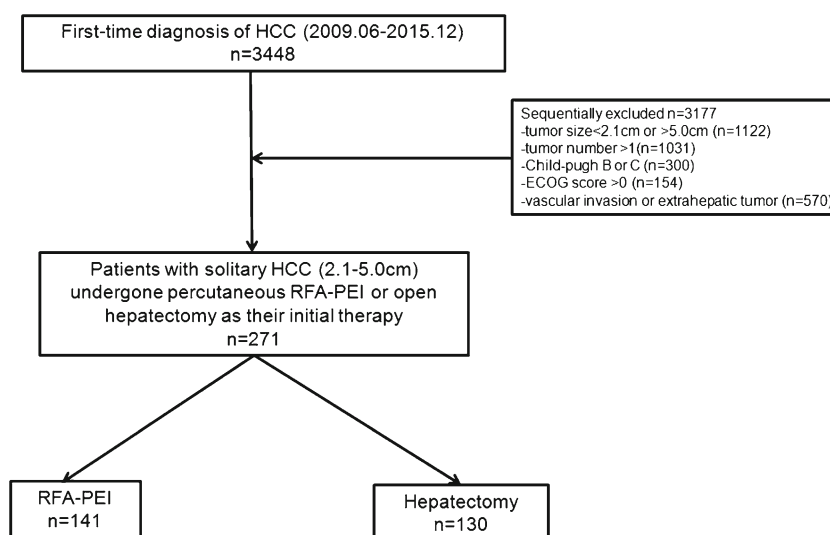 First-time diagnosis of HCC (2009.06-2015.12)
n=3448
Sequentially excluded n=3177
-tumor size<2.1cm or >5.0cm (n=1122)
-tumor number >1(n=1031)
-Child-pugh B or C (n=300)
-ECOG score >0 (n=154)
-vascular invasion or extrahepatic tumor (n=570)
Patients with solitary HCC (2.1-5.0cm)
undergone percutaneous RFA-PEI or open
hepatectomy as their initial therapy
n=271
RFA-PEI
n=141
Hepatectomy
n=130